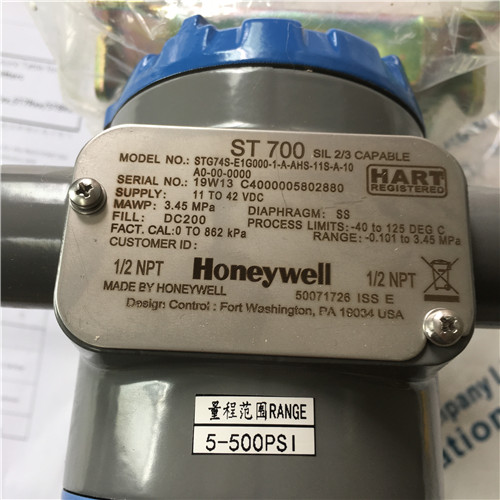 ST 700 SIL 2/3 CAPABLE
MODEL NO.: STG74S-E1G000-1-A-AHS-11S-A-10
A0-00-0000
HART
REGISTERED
SERIAL NO.: 19W13 C4000005802880
SUPPLY: 11 TO 42 VDC
MAWP: 3.45 MPa DIAPHRAGM: SS
FILL: DC200 PROCESS LIMITS: -40 to 125 DEG C
FACT. CAL:0 TO 862 kPa RANGE: -0.101 to 3.45 MPa
CUSTOMER ID:
1/2 NPT Honeywell 1/2 NPT
MADE BY HONEYWELL 50071726 ISS E
Design Control : Fort Washington, PA 19034 USA
量程范围RANGE
5-500PSI